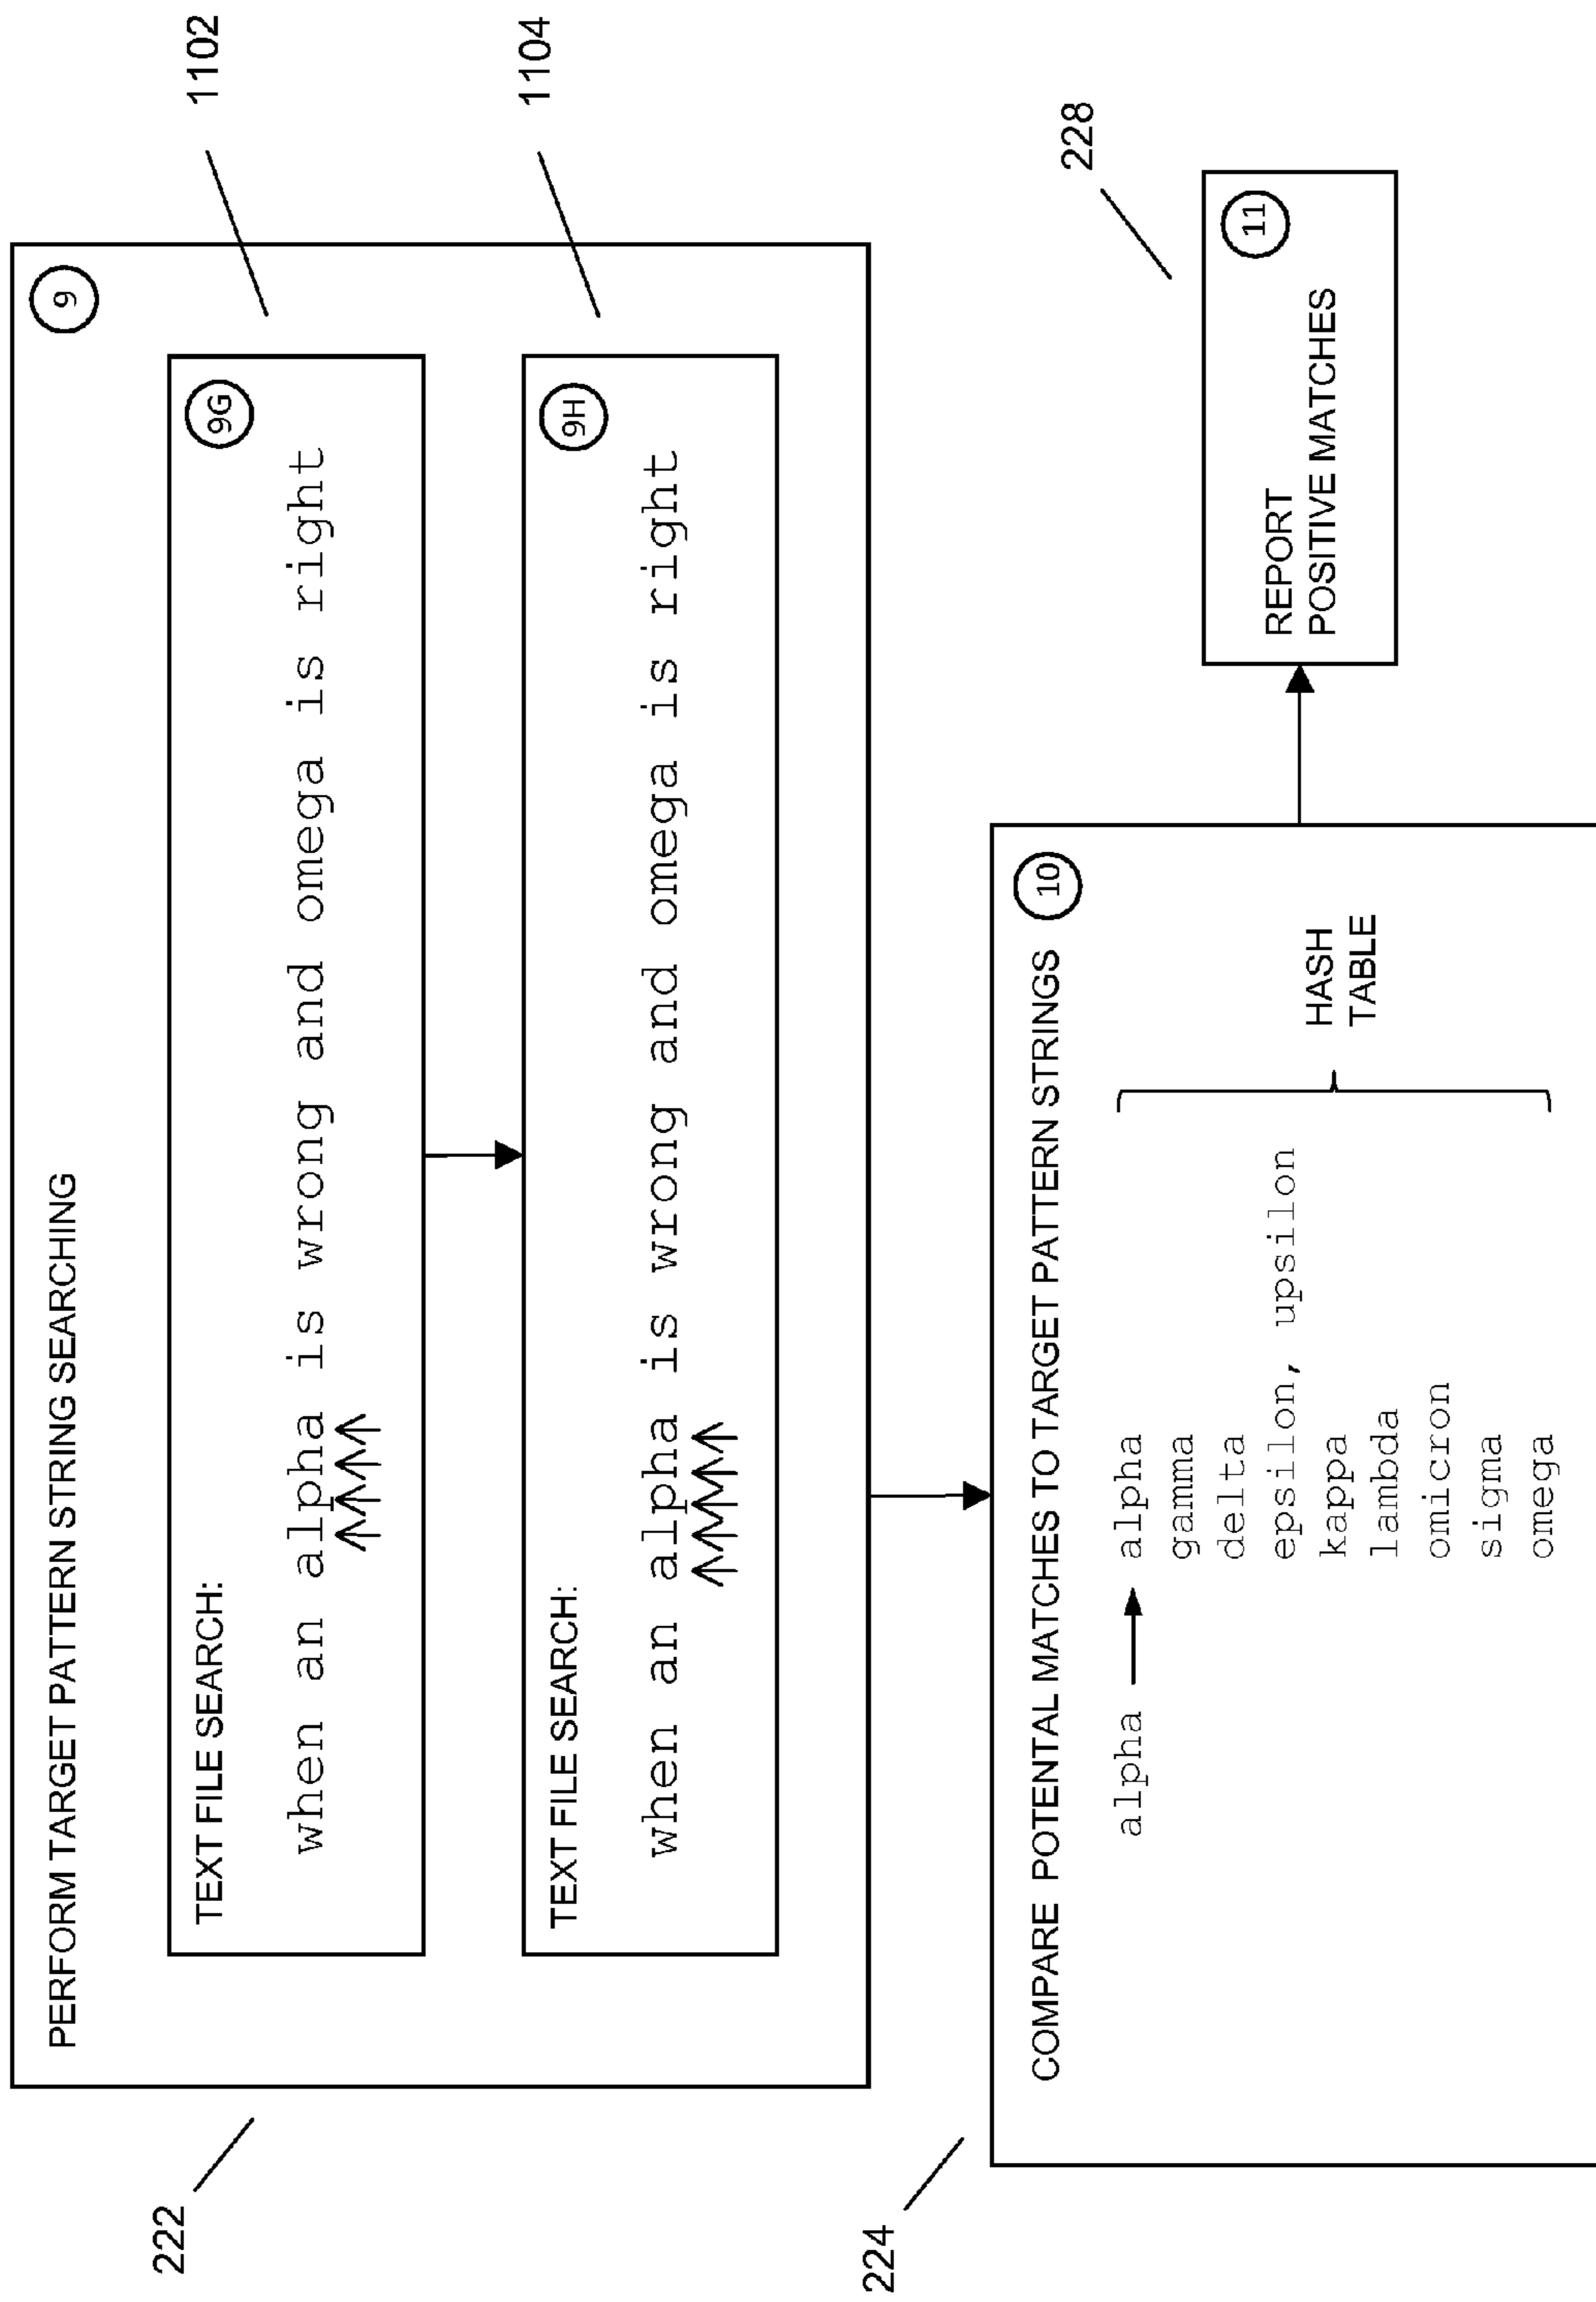 PERFORM TARGET PATTERN STRING SEARCHING
9
222
TEXT FILE SEARCH:
9G
1102
when an alpha is wrong and omega is right
TEXT FILE SEARCH:
9H
1104
when an alpha is wrong and omega is right
224
COMPARE POTENTAL MATCHES TO TARGET PATTERN STRINGS
10
228
alpha
alpha
gamma
delta
epsilon, upsilon
kappa
lambda
omicron
sigma
omega
HASH
TABLE
11
REPORT
POSITIVE MATCHES